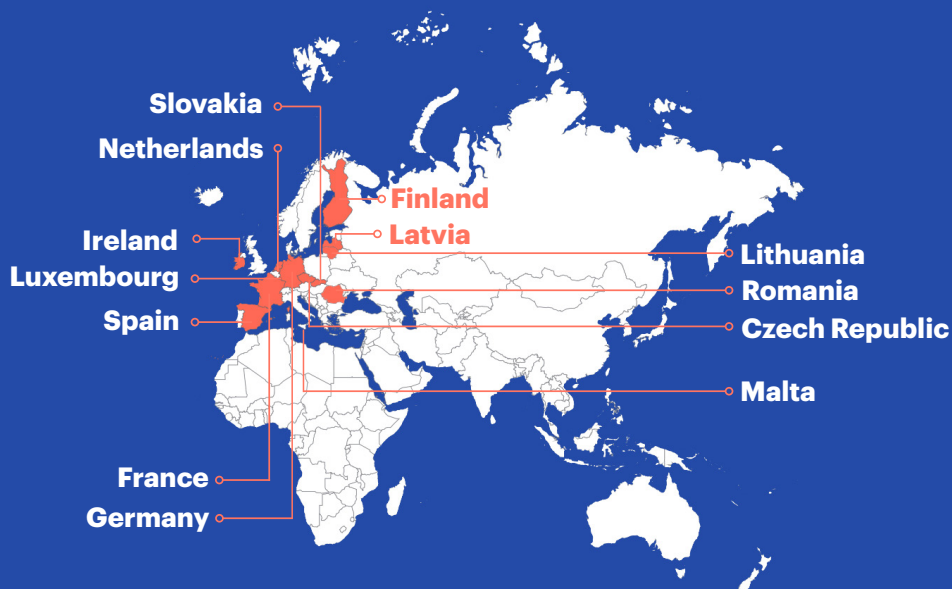 Slovakia
Netherlands
Finland
Ireland
Latvia
Lithuania
Luxembourg
Romania
Spain
Czech Republic
Malta
France
Germany